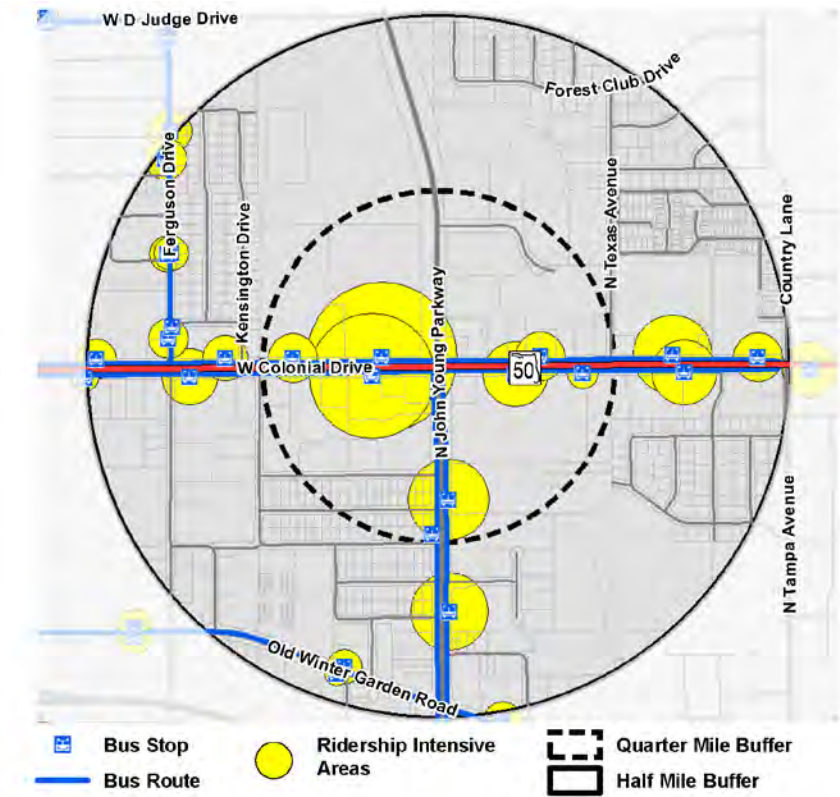 W D Judge Drive
Forest Club Drive
Ferguson Drive
Kensington Drive
N Texas Avenue
Country Lane
N John Young Parkway
W Colonial Drive
50
N Tampa Avenue
Old Winter Garden Road
Bus Stop
Bus Route
Ridership Intensive
Areas
Quarter Mile Buffer
Half Mile Buffer